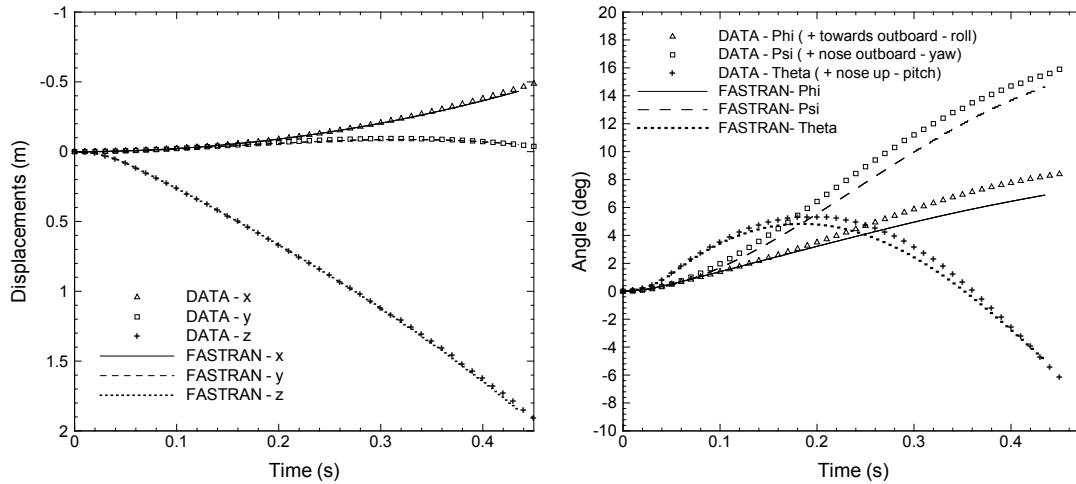 -1
-0.5
0
0.5
1
1.5
2
Displacements (m)
DATA - x
DATA - y
DATA - z
FASTRAN - x
FASTRAN - y
FASTRAN - z
0 0.1 0.2 0.3 0.4
Time (s)
20
18
16
14
12
10
8
6
4
2
0
-2
-4
-6
-8
-10
Angle (deg)
DATA - Phi ( + towards outboard - roll)
DATA - Psi ( + nose outboard - yaw)
DATA - Theta ( + nose up - pitch)
FASTRAN- Phi
FASTRAN- Psi
FASTRAN- Theta
0 0.1 0.2 0.3 0.4
Time (s)